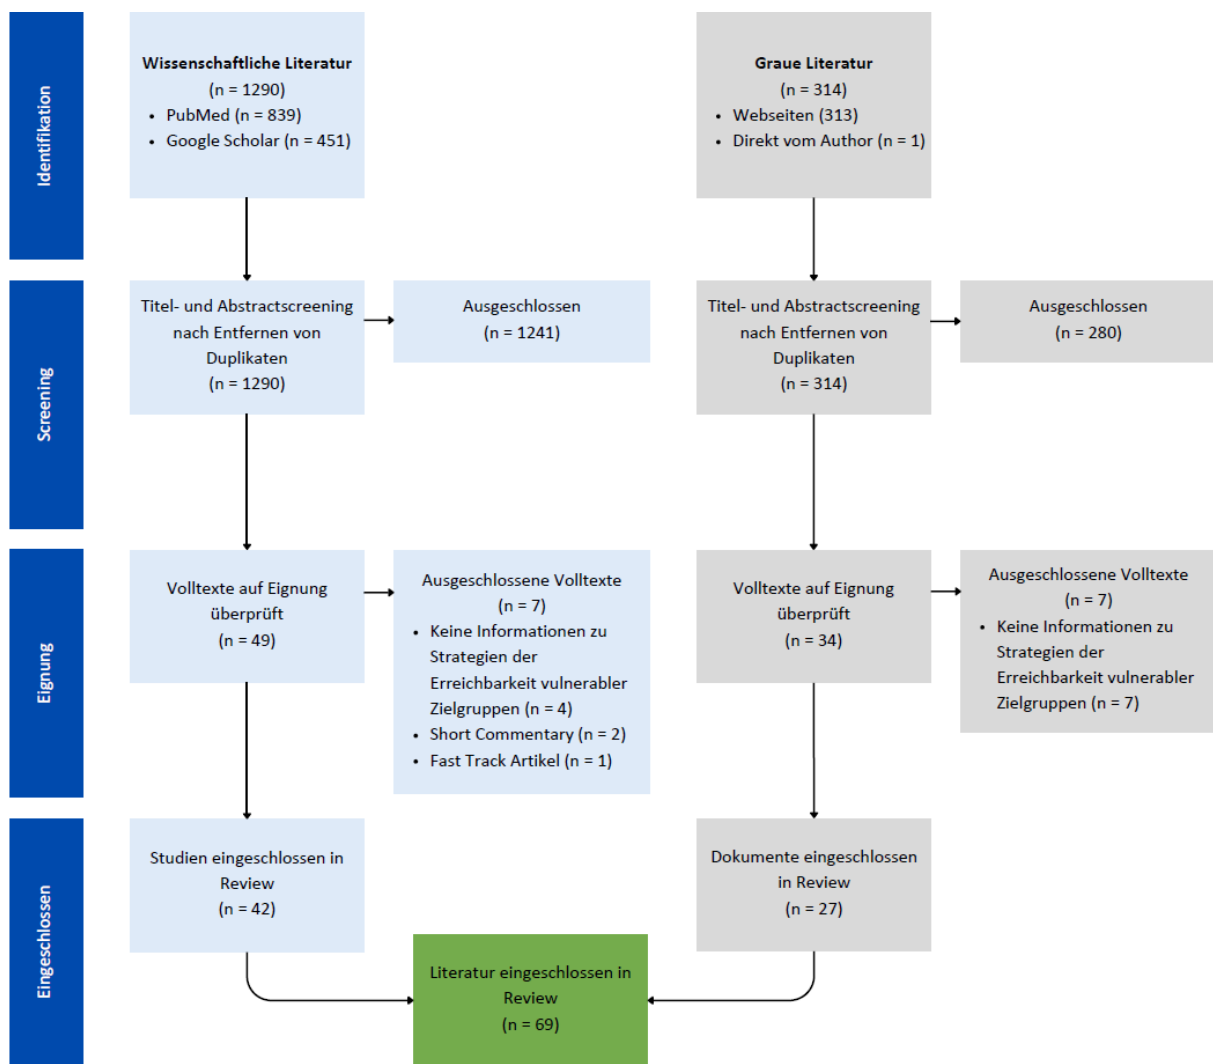 Identifikation
Wissenschaftliche Literatur
(n = 1290)
• PubMed (n = 839)
• Google Scholar (n = 451)
Graue Literatur
(n = 314)
• Webseiten (313)
• Direkt vom Author (n = 1)
Screening
Titel- und Abstractscreening
nach Entfernen von
Duplikaten
(n = 1290)
Ausgeschlossen
(n = 1241)
Titel- und Abstractscreening
nach Entfernen von
Duplikaten
(n = 314)
Ausgeschlossen
(n = 280)
Eignung
Volltexte auf Eignung
überprüft
(n = 49)
Ausgeschlossene Volltexte
(n = 7)
• Keine Informationen zu
Strategien der
Erreichbarkeit vulnerabler
Zielgruppen (n = 4)
• Short Commentary (n = 2)
• Fast Track Artikel (n = 1)
Volltexte auf Eignung
überprüft
(n = 34)
Ausgeschlossene Volltexte
(n = 7)
• Keine Informationen zu
Strategien der
Erreichbarkeit vulnerabler
Zielgruppen (n = 7)
Eingeschlossen
Studien eingeschlossen in
Review
(n = 42)
Dokumente eingeschlossen
in Review
(n = 27)
Literatur eingeschlossen in
Review
(n = 69)